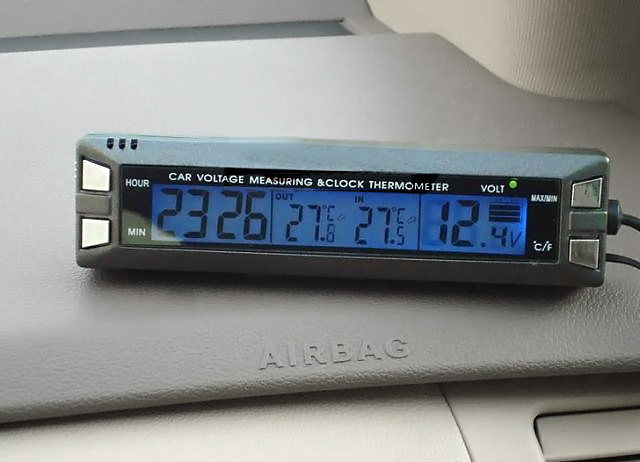 CAR VOLTAGE MEASURING &CLOCK THERMOMETER VOLT
HOUR
MIN
2326
OUT
27.8°C
IN
27.5°C
12.4V
MAX/MIN
°C/F
AIRBAG